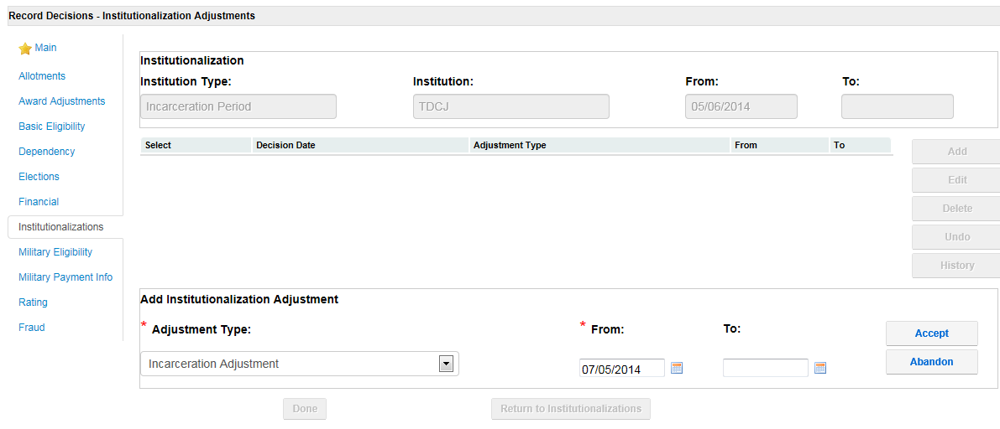 Record Decisions - Institutionalization Adjustments
Main
Allotments
Award Adjustments
Basic Eligibility
Dependency
Elections
Financial
Institutionalizations
Military Eligibility
Military Payment Info
Rating
Fraud
Institutionalization
Institution Type: Institution: From: To:
Incarceration Period TDCJ 05/06/2014
Select Decision Date Adjustment Type From To
Add
Edit
Delete
Undo
History
Add Institutionalization Adjustment
* Adjustment Type: * From: To:
Incarceration Adjustment 07/05/2014
Accept
Abandon
Done Return to Institutionalizations